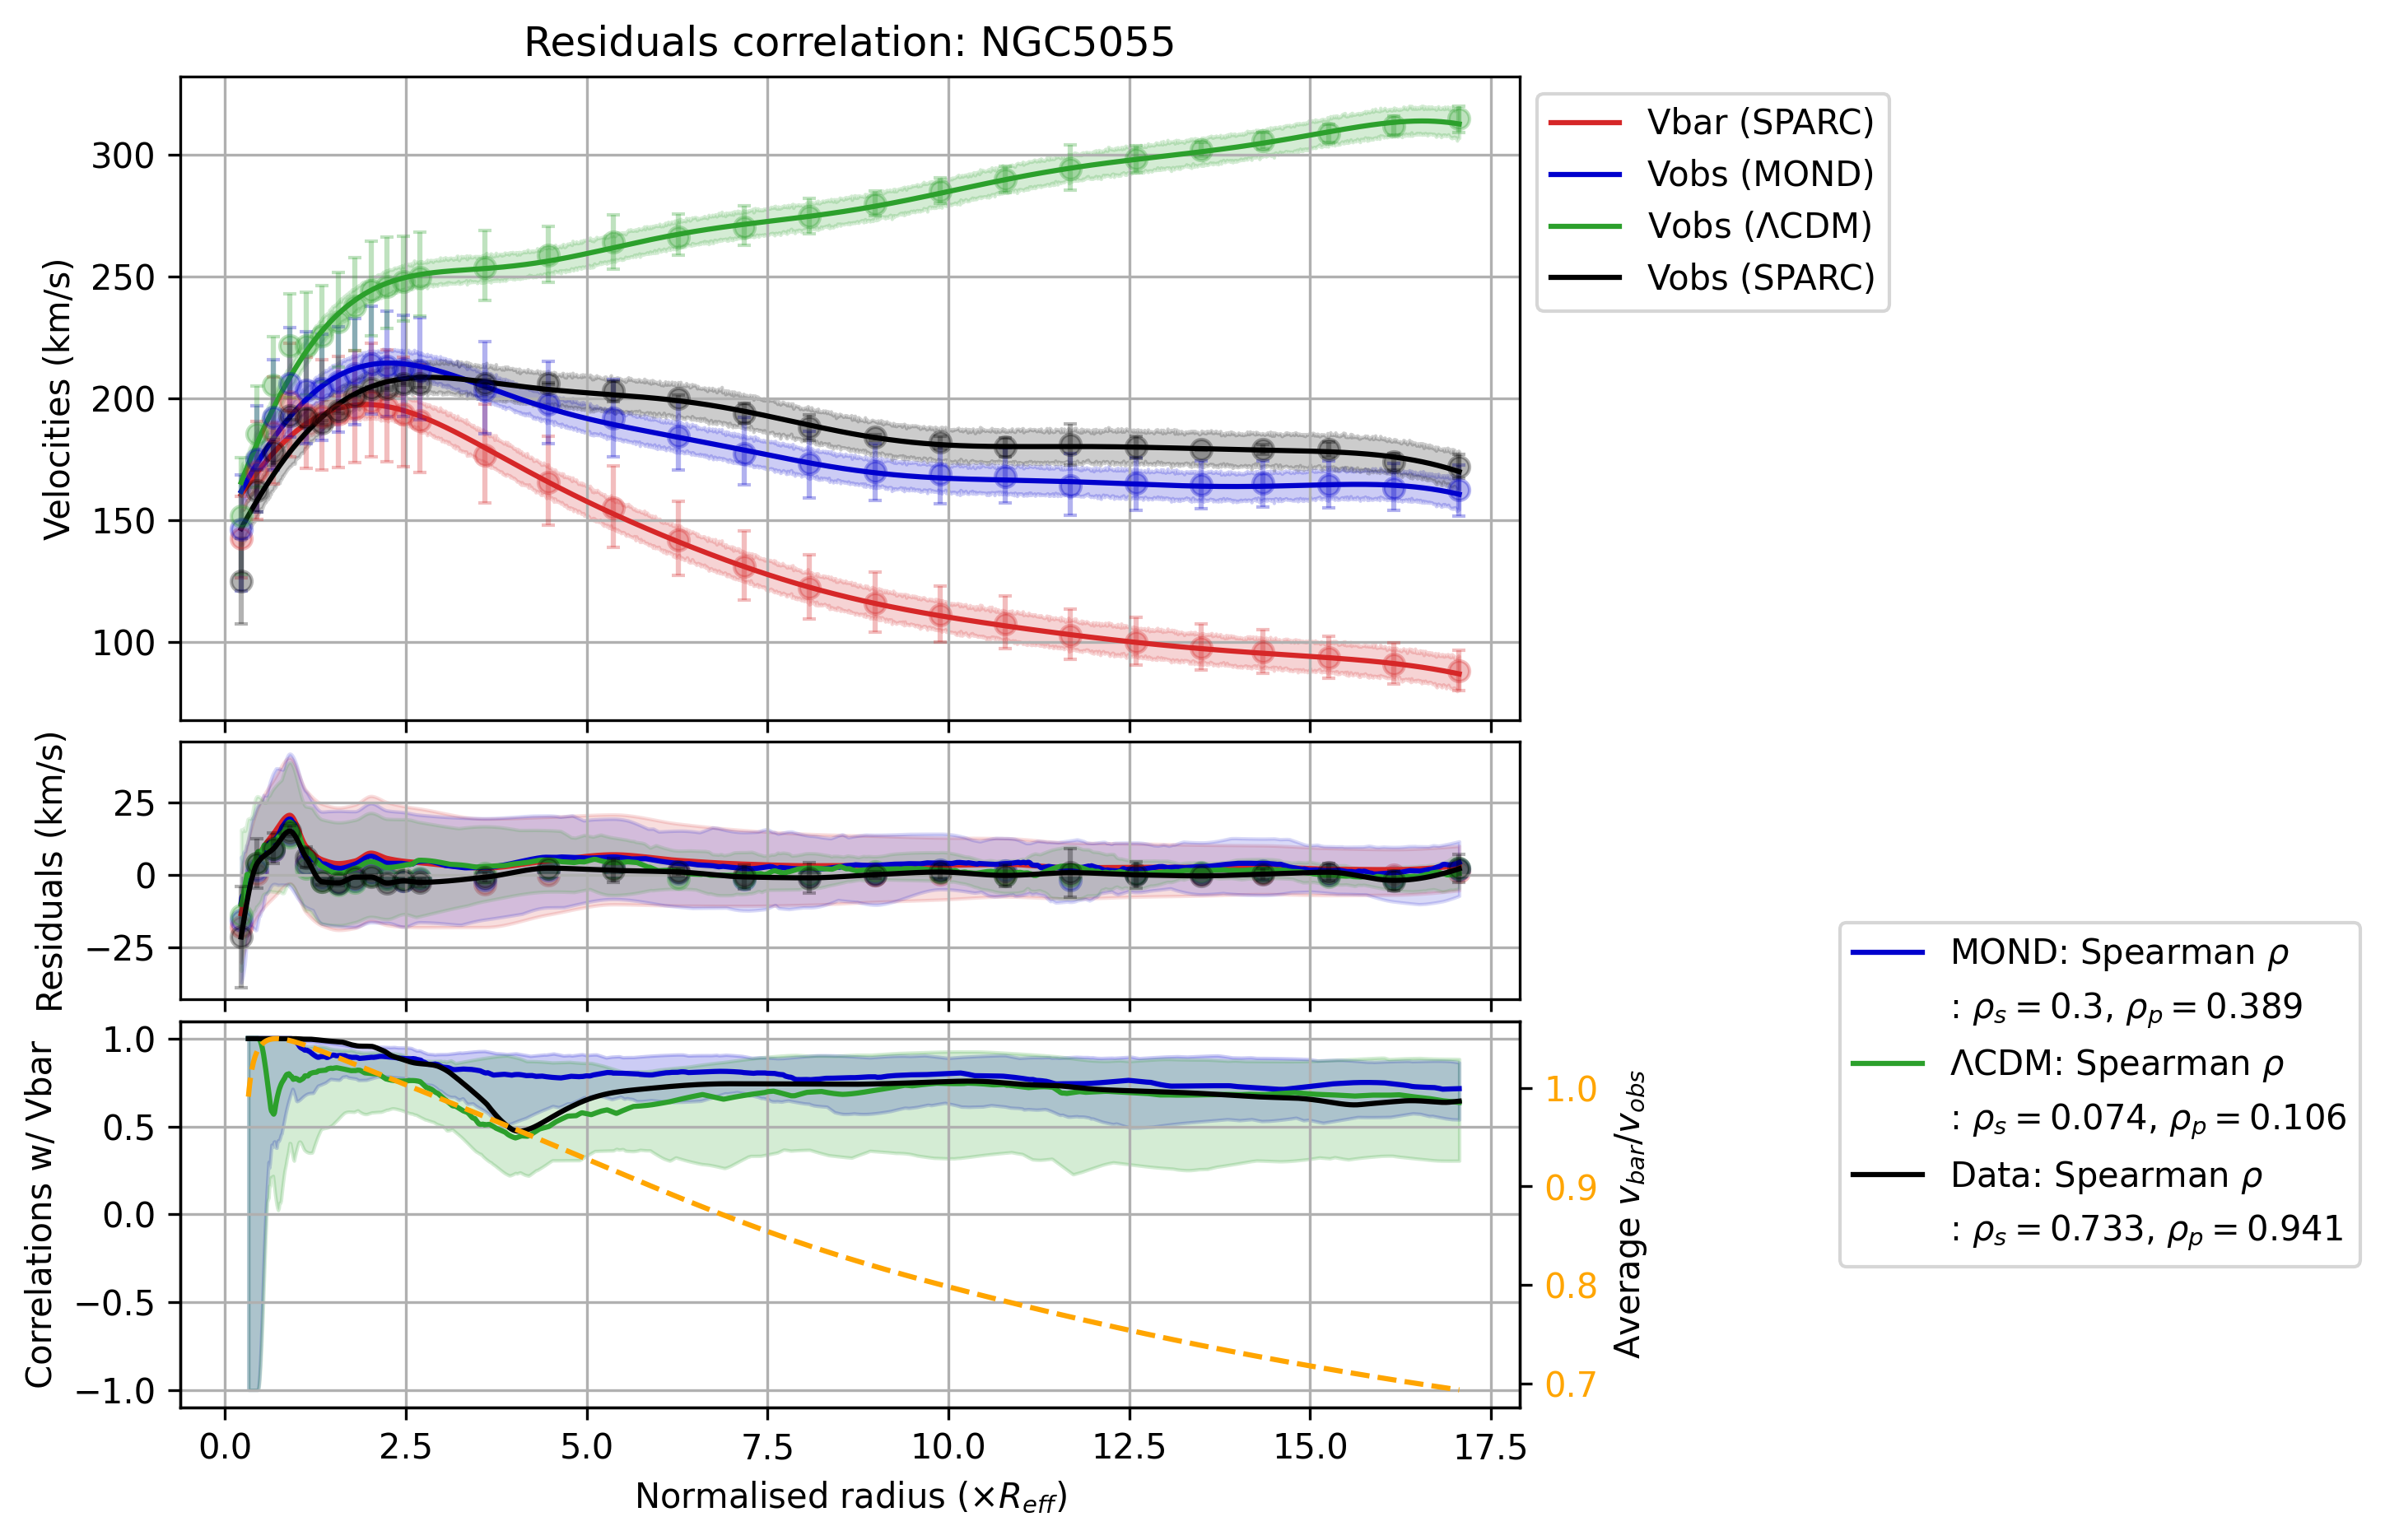 Residuals correlation: NGC5055
Velocities (km/s)
300
250
200
150
100
Vbar (SPARC)
Vobs (MOND)
Vobs (ΛCDM)
Vobs (SPARC)
Residuals (km/s)
25
0
−25
Correlations w/ Vbar
1.0
0.5
0.0
−0.5
−1.0
1.0
0.9
0.8
0.7
Average v_bar/v_obs
MOND: Spearman ρ
: ρ_s = 0.3, ρ_p = 0.389
ΛCDM: Spearman ρ
: ρ_s = 0.074, ρ_p = 0.106
Data: Spearman ρ
: ρ_s = 0.733, ρ_p = 0.941
0.0 2.5 5.0 7.5 10.0 12.5 15.0 17.5
Normalised radius (×R_eff)